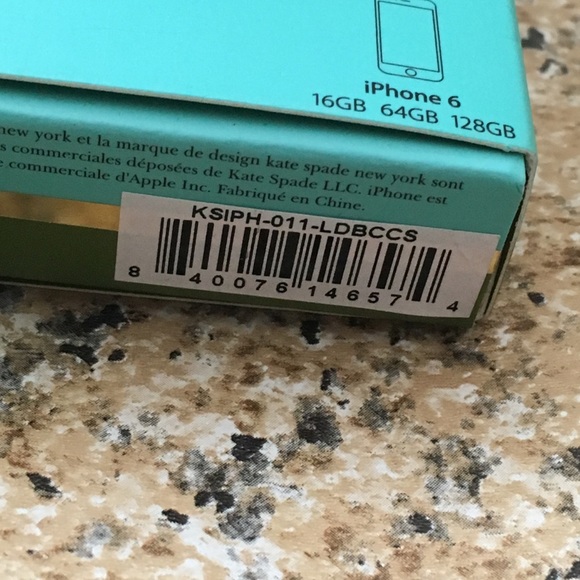 iPhone 6
16GB 64GB 128GB
new york et la marque de design kate spade new york sont
commerciales déposées de Kate Spade LLC. iPhone est
commerciale d'Apple Inc. Fabriqué en Chine.
KSIPH-011-LDBCCS
8 40076 14657 4